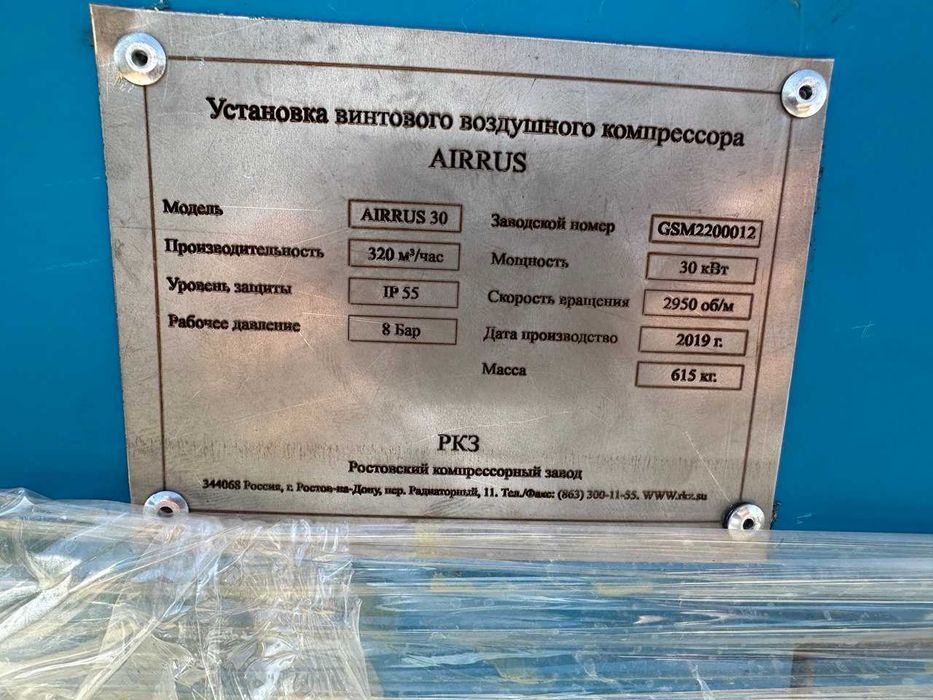 Установка винтового воздушного компрессора
AIRRUS
Модель AIRRUS 30
Производительность 320 м³/час
Уровень защиты IP 55
Рабочее давление 8 Бар
Заводской номер GSM2200012
Мощность 30 кВт
Скорость вращения 2950 об/м
Дата производство 2019 г.
Масса 615 кг.
РКЗ
Ростовский компрессорный завод
344068 Россия, г. Ростов-на-Дону, пер. Радиаторный, 11. Тел./Факс: (863) 300-11-55. WWW.rkz.su